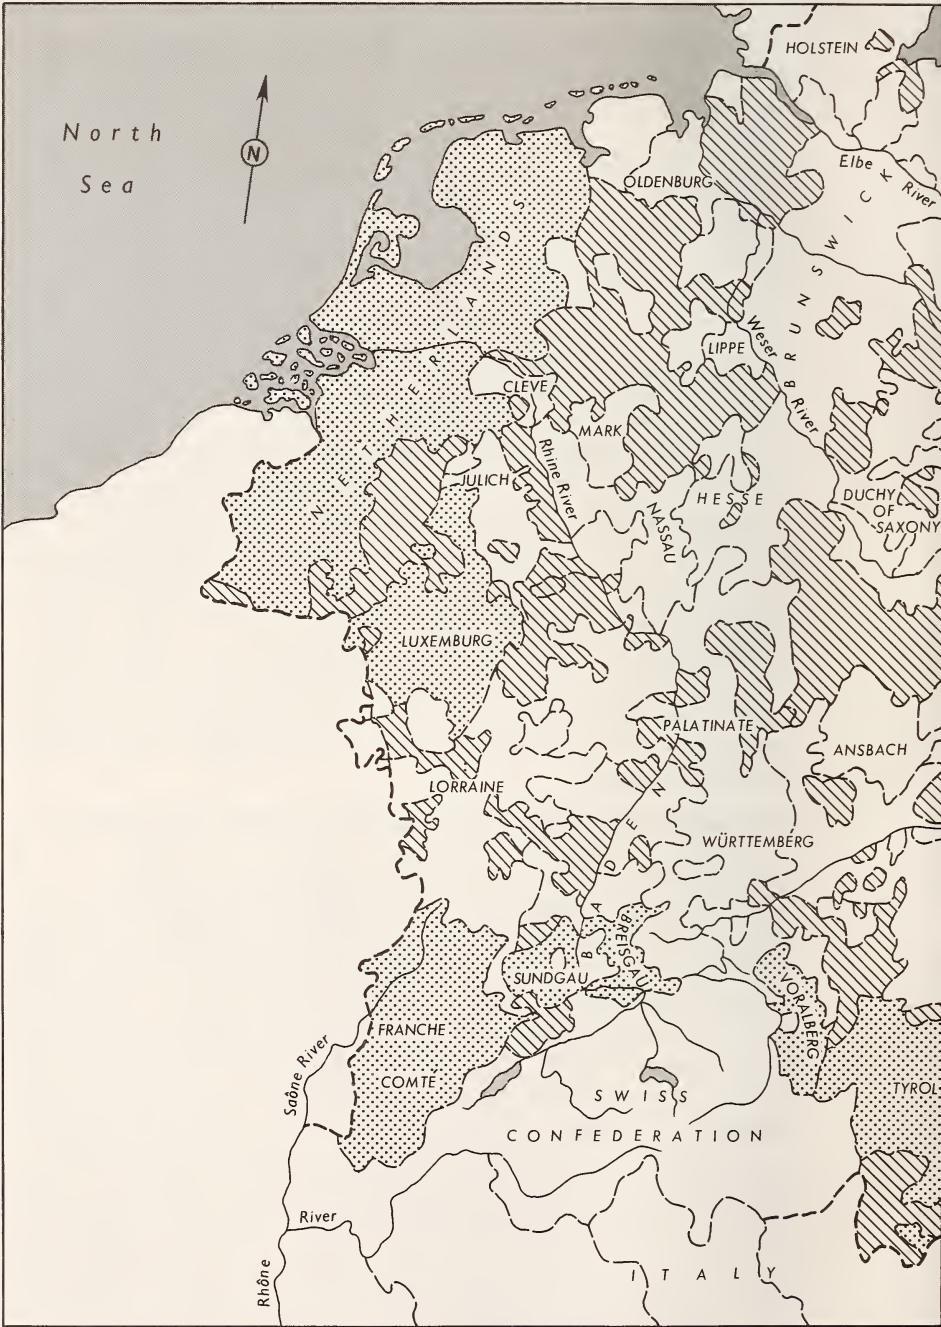 HOLSTEIN
North
Sea
N
Elbe River
OLDENBURG
BRUNSWICK
NETHERLANDS
Weser River
LIPPE
CLEVE
MARK
Rhine River
JULICH
HESSE
NASSAU
DUCHY
OF
SAXONY
LUXEMBURG
PALATINATE
ANSBACH
LORRAINE
BADEN
WÜRTTEMBERG
BREISGAU
SUNDGAU
VORALBERG
FRANCHE
COMTÉ
Saône River
TYROL
SWISS
CONFEDERATION
Rhône River
ITALY